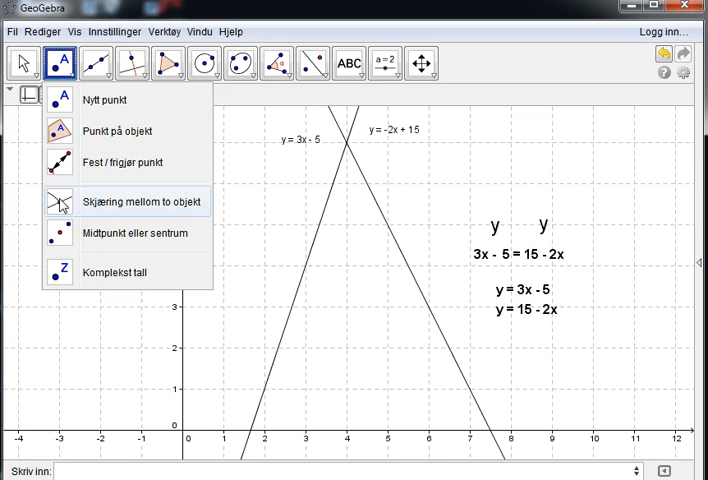 GeoGebra
Fil Rediger Vis Innstillinger Verktøy Vindu Hjelp Logg inn...
A ABC a = 2
A Nytt punkt
A Punkt på objekt
Fest / frigjør punkt
Skjæring mellom to objekt
Midtpunkt eller sentrum
Z Komplekst tall
y = 3x - 5
y = -2x + 15
y y
3x - 5 = 15 - 2x
y = 3x - 5
y = 15 - 2x
3
2
1
0
-4 -3 -2 -1 0 1 2 3 4 5 6 7 8 9 10 11 12
Skriv inn: